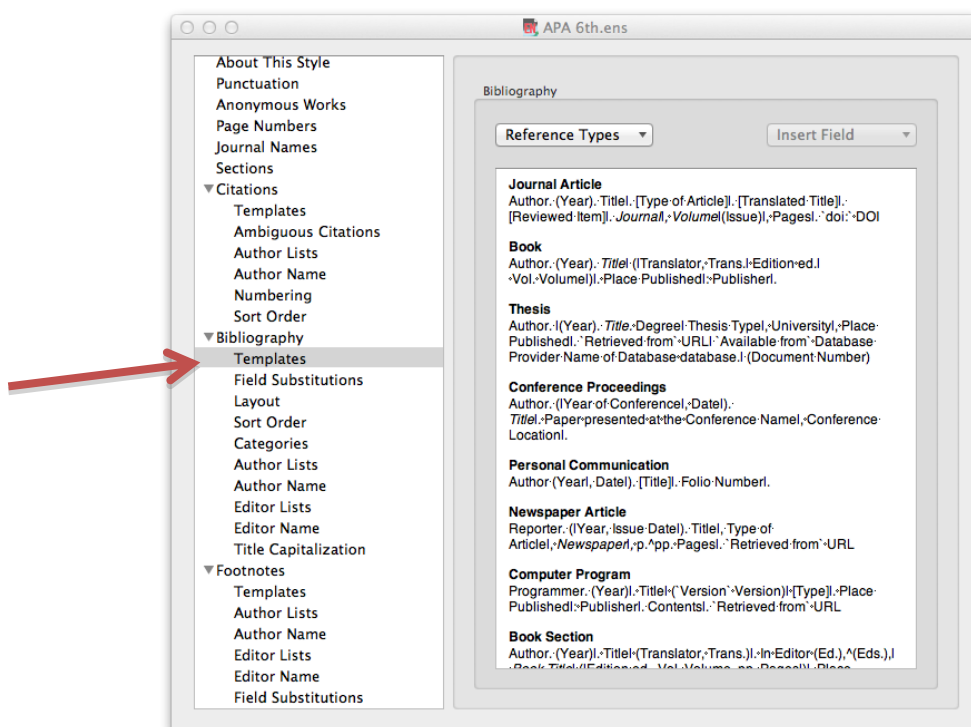 APA 6th.ens
About This Style
Punctuation
Anonymous Works
Page Numbers
Journal Names
Sections
Citations
Templates
Ambiguous Citations
Author Lists
Author Name
Numbering
Sort Order
Bibliography
Templates
Field Substitutions
Layout
Sort Order
Categories
Author Lists
Author Name
Editor Lists
Editor Name
Title Capitalization
Footnotes
Templates
Author Lists
Author Name
Editor Lists
Editor Name
Field Substitutions
Bibliography
Reference Types
Insert Field
Journal Article
Author.·(Year).·Title|.·[Type·of·Article]|.·[Translated·Title]|.·
[Reviewed·Item]|.·Journal|,·Volume|(Issue)|,·Pages|.·`doi:`·DOI
Book
Author.·(Year).·Title|·(|Translator,·Trans.|·Edition·ed.|
·Vol.·Volume|)|.·Place·Published|:·Publisher|.
Thesis
Author.·|(Year).·Title.·Degree|·Thesis·Type|,·University|,·Place·
Published|.·`Retrieved·from`·URL|·`Available·from`·Database·
Provider·Name·of·Database·database.|·(Document·Number)
Conference Proceedings
Author.·(|Year·of·Conference|,·Date|).·
Title|.·Paper·presented·at·the·Conference·Name|,·Conference·
Location|.
Personal Communication
Author·(Year|,·Date).·[Title]|.·Folio·Number|.
Newspaper Article
Reporter.·(|Year,·Issue·Date|).·Title|,·Type·of·
Article|,·Newspaper|,·p.^pp.·Pages|.·`Retrieved·from`·URL
Computer Program
Programmer.·(Year)|.·Title|·(`Version`·Version)|·[Type]|.·Place·
Published|:·Publisher|.·Contents|.·`Retrieved·from`·URL
Book Section
Author.·(Year)|.·Title|·(Translator,·Trans.)|.·In·Editor·(Ed.),^(Eds.),|
·Book·Title|·(|Edition·ed.,·Vol.·Volume,·pp.·Pages|)|.·Place·